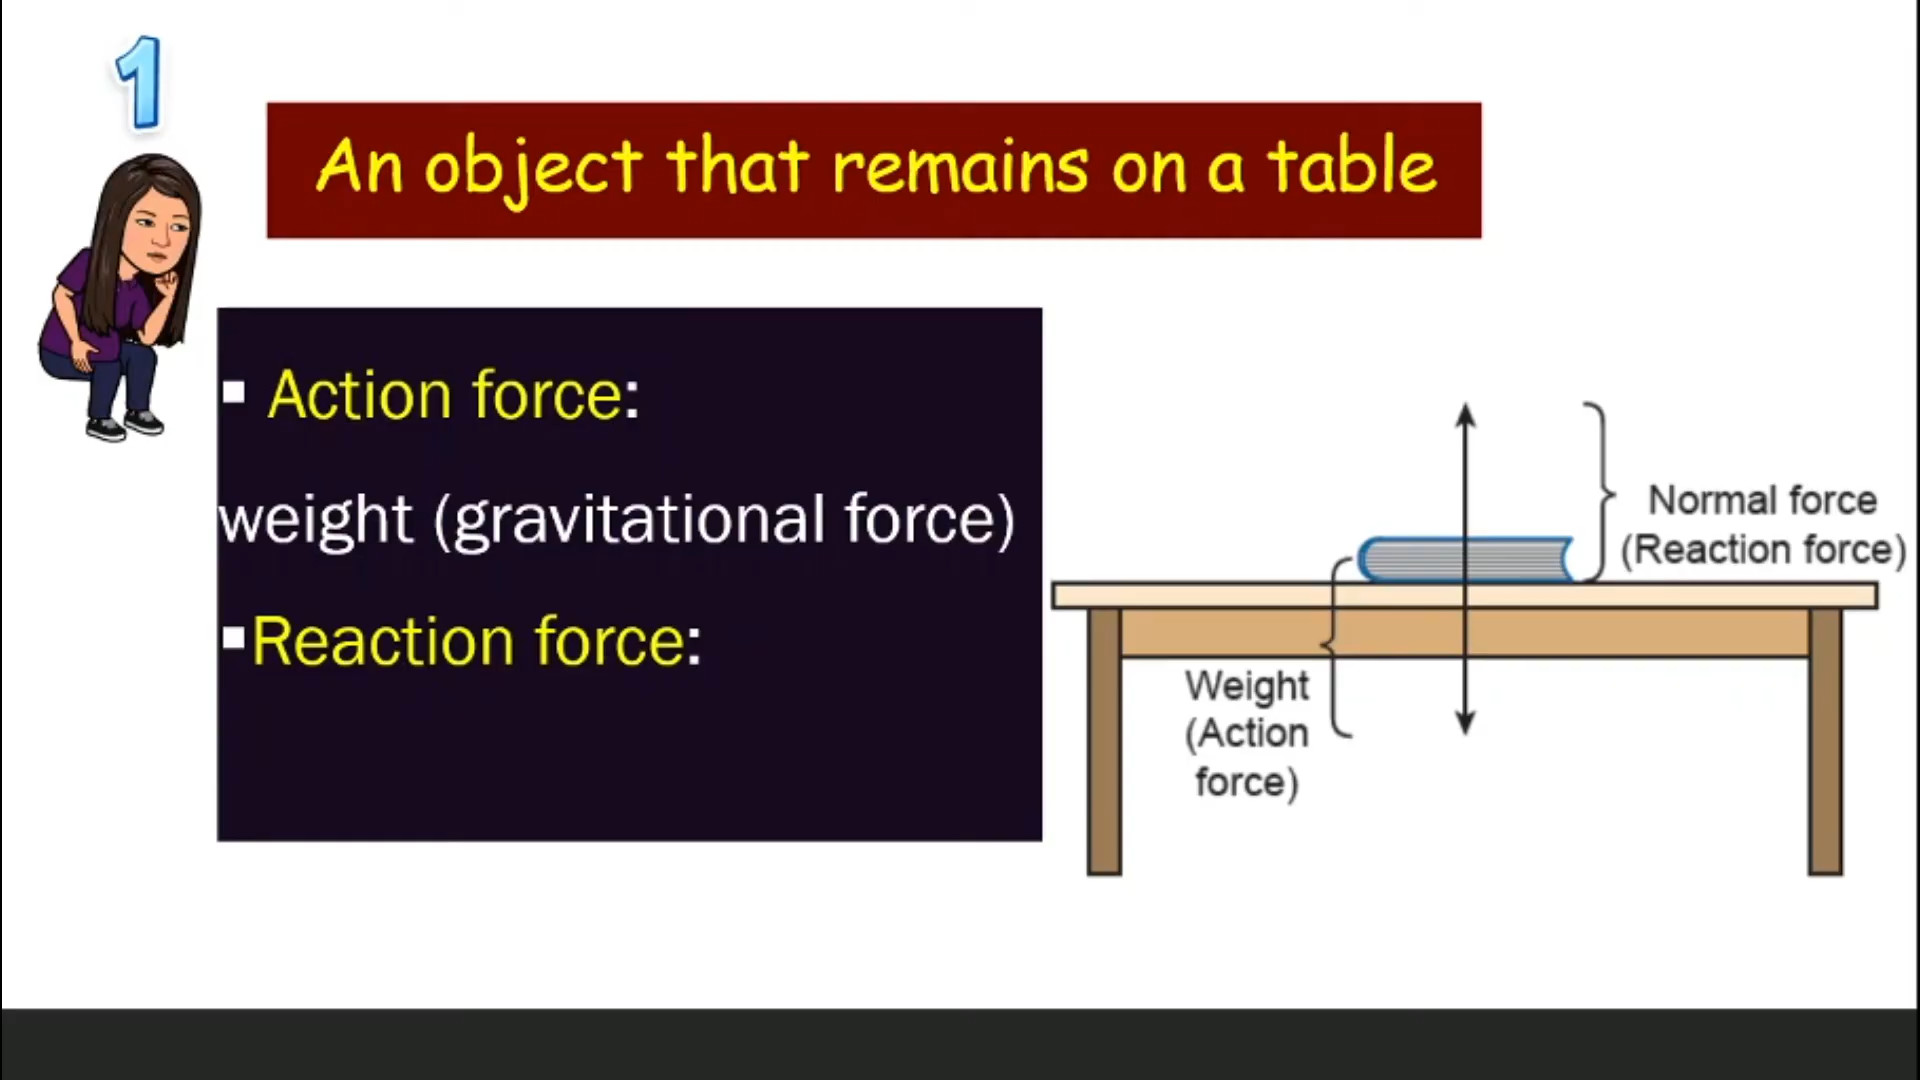 1
An object that remains on a table
▪ Action force:
weight (gravitational force)
▪Reaction force:
Normal force
(Reaction force)
Weight
(Action
force)